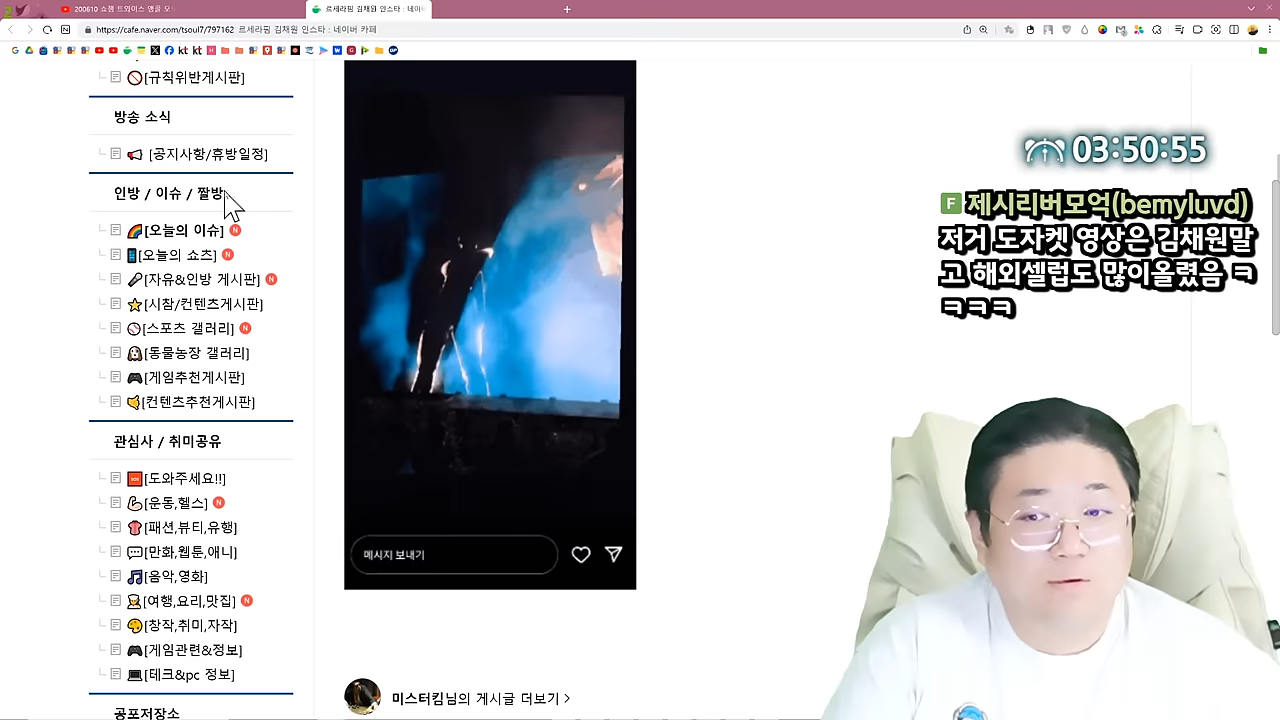 200610 쇼챔 트와이스 앵콜 모
르세라핌 김채원 인스타 : 네이버
https://cafe.naver.com/tsoul7/797162 르세라핌 김채원 인스타 : 네이버 카페
[규칙위반게시판]
방송 소식
[공지사항/휴방일정]
인방 / 이슈 / 짤방
[오늘의 이슈] N
[오늘의 쇼츠] N
[자유&인방 게시판] N
[시참/컨텐츠게시판]
[스포츠 갤러리] N
[동물농장 갤러리]
[게임추천게시판]
[컨텐츠추천게시판]
관심사 / 취미공유
[도와주세요!!]
[운동,헬스] N
[패션,뷰티,유행]
[만화,웹툰,애니]
[음악,영화]
[여행,요리,맛집] N
[창작,취미,자작]
[게임관련&정보]
[테크&pc 정보]
공포저장소
메시지 보내기
미스터킴님의 게시글 더보기 >
03:50:55
F 제시리버모억(bemyluvd)
저거 도자켓 영상은 김채원말
고 해외셀럽도 많이올렸음 ㅋ
ㅋㅋㅋ